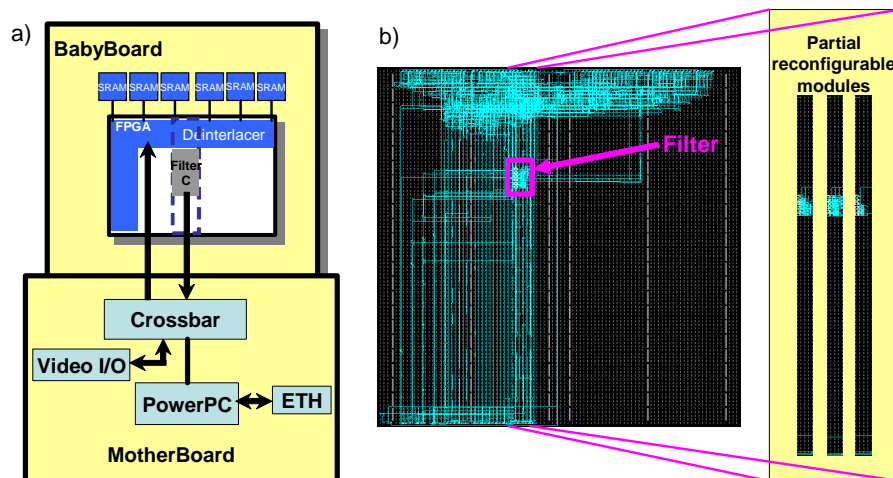 a)
BabyBoard
SRAM SRAM SRAM SRAM SRAM SRAM
FPGA
Deinterlacer
Filter
C
Crossbar
Video I/O
PowerPC
ETH
MotherBoard
b)
Filter
Partial
reconfigurable
modules